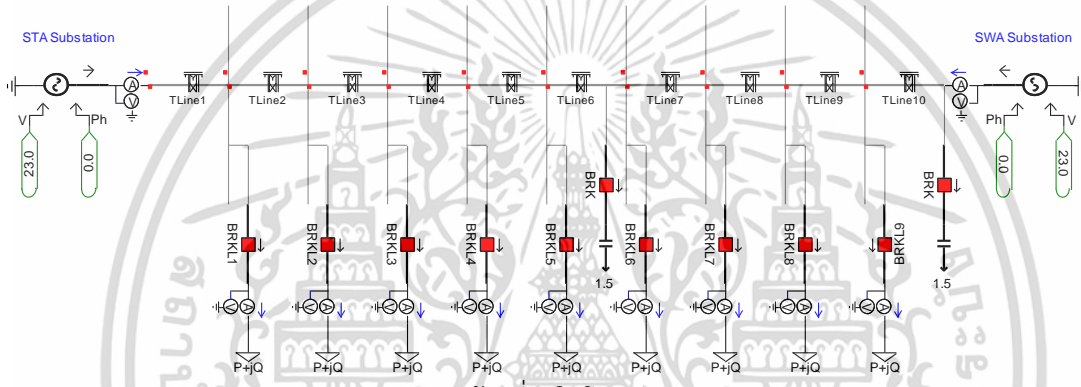 STA Substation
SWA Substation
A
V
TLine1
TLine2
TLine3
TLine4
TLine5
TLine6
TLine7
TLine8
TLine9
TLine10
A
V
V
Ph
23.0
0.0
Ph
V
0.0
23.0
BRK
BRK
BRKL1
BRKL2
BRKL3
BRKL4
BRKL5
BRKL6
BRKL7
BRKL8
BRKL9
1.5
1.5
V A
V A
V A
V A
V A
V A
V A
V A
V A
P+jQ
P+jQ
P+jQ
P+jQ
P+jQ
P+jQ
P+jQ
P+jQ
P+jQ